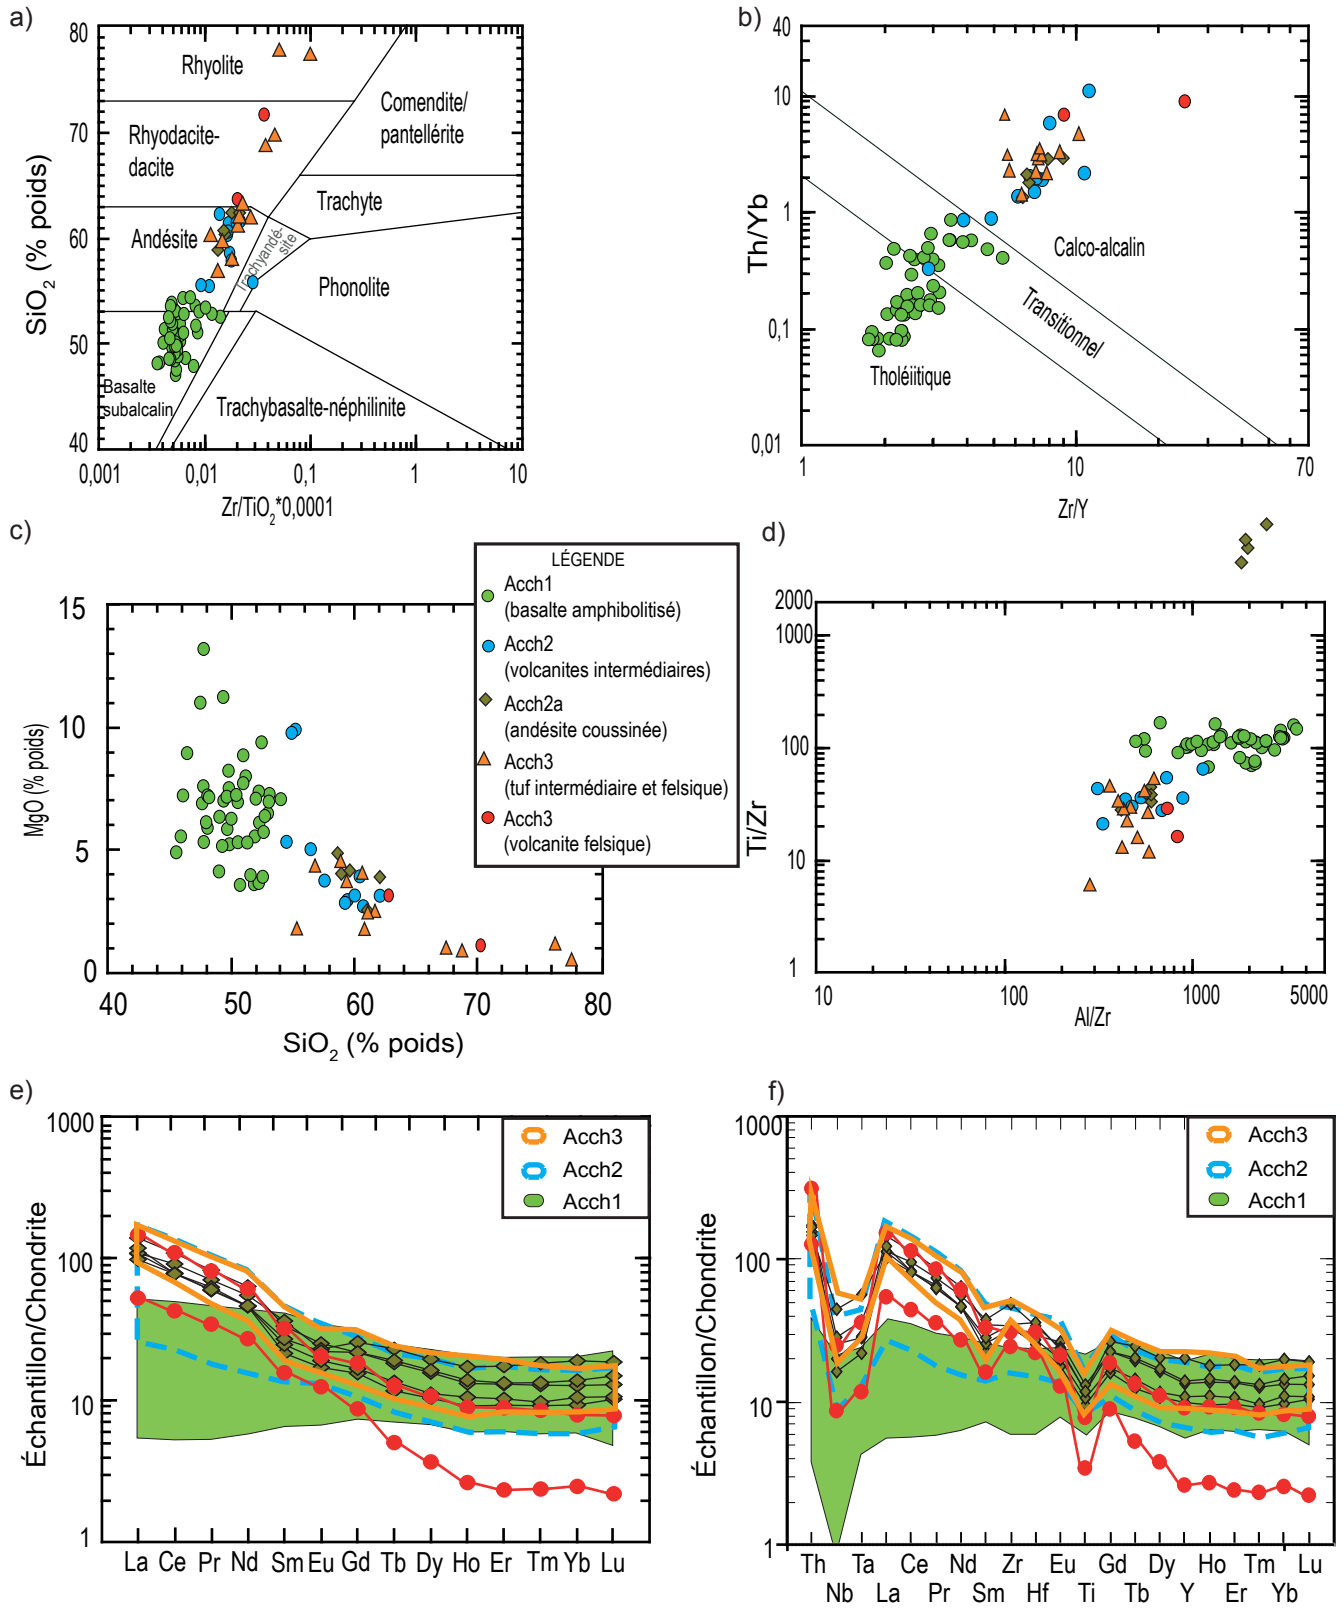 a)
80
70
60
50
40
SiO2 (% poids)
Rhyolite
Comendite/
pantellérite
Rhyodacite-
dacite
Trachyte
Andésite
Trachyandé-
site
Phonolite
Basalte
subalcalin
Trachybasalte-néphilinite
0,001
0,01
0,1
1
10
Zr/TiO2*0,0001
b)
40
10
1
0,1
0,01
Th/Yb
Calco-alcalin
Transitionnel
Tholéiitique
1
10
70
Zr/Y
c)
15
10
5
0
MgO (% poids)
40
50
60
70
80
SiO2 (% poids)
LÉGENDE
Acch1
(basalte amphibolitisé)
Acch2
(volcanites intermédiaires)
Acch2a
(andésite coussinée)
Acch3
(tuf intermédiaire et felsique)
Acch3
(volcanite felsique)
d)
2000
1000
100
10
1
Ti/Zr
10
100
1000
5000
Al/Zr
e)
1000
100
10
1
Échantillon/Chondrite
Acch3
Acch2
Acch1
La Ce Pr Nd Sm Eu Gd Tb Dy Ho Er Tm Yb Lu
f)
1000
100
10
1
Échantillon/Chondrite
Acch3
Acch2
Acch1
Th Ta Ce Nd Zr Eu Gd Dy Ho Tm Lu
Nb La Pr Sm Hf Ti Tb Y Er Yb